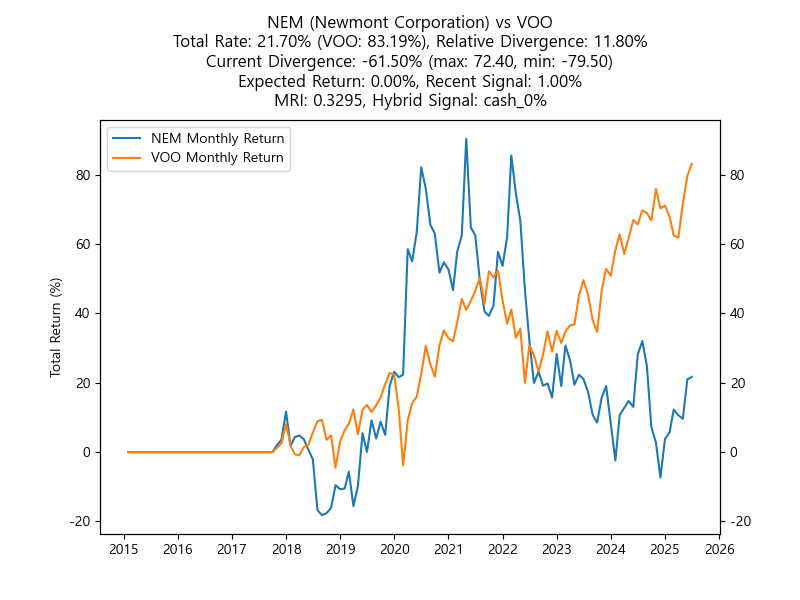 NEM (Newmont Corporation) vs VOO
Total Rate: 21.70% (VOO: 83.19%), Relative Divergence: 11.80%
Current Divergence: -61.50% (max: 72.40, min: -79.50)
Expected Return: 0.00%, Recent Signal: 1.00%
MRI: 0.3295, Hybrid Signal: cash_0%
NEM Monthly Return
VOO Monthly Return
Total Return (%)
80 80
60 60
40 40
20 20
0 0
-20 -20
2015 2016 2017 2018 2019 2020 2021 2022 2023 2024 2025 2026